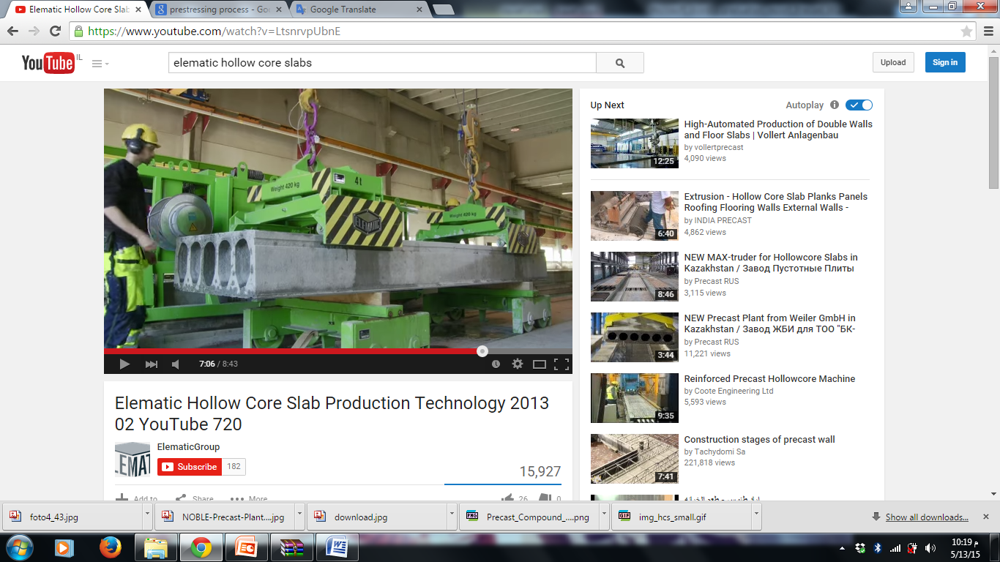 Elematic Hollow Core Slab
prestressing process - Goo
Google Translate
https://www.youtube.com/watch?v=LtsnrvpUbnE
YouTube IL
elematic hollow core slabs
Upload
Sign in
Weight 420 kg
4t
ELEMATIC
Weight 420 kg
7:06 / 8:43
Elematic Hollow Core Slab Production Technology 2013
02 YouTube 720
ELEMAT
ElematicGroup
Subscribe 182
15,927
Add to
Share
More
26
0
Up Next
Autoplay
12:25
High-Automated Production of Double Walls
and Floor Slabs | Vollert Anlagenbau
by vollertprecast
4,090 views
6:40
Extrusion - Hollow Core Slab Planks Panels
Roofing Flooring Walls External Walls -
by INDIA PRECAST
4,862 views
8:46
NEW MAX-truder for Hollowcore Slabs in
Kazakhstan / Завод Пустотные Плиты
by Precast RUS
3,115 views
3:44
NEW Precast Plant from Weiler GmbH in
Kazakhstan / Завод ЖБИ для ТОО "БК-
by Precast RUS
11,221 views
9:35
Reinforced Precast Hollowcore Machine
by Coote Engineering Ltd
5,593 views
7:41
Construction stages of precast wall
by Tachydomi Sa
221,818 views
foto4_43.jpg
NOBLE-Precast-Plant....jpg
download.jpg
PNG
Precast_Compound_....png
GIF
img_hcs_small.gif
Show all downloads...
10:19 م
5/13/15